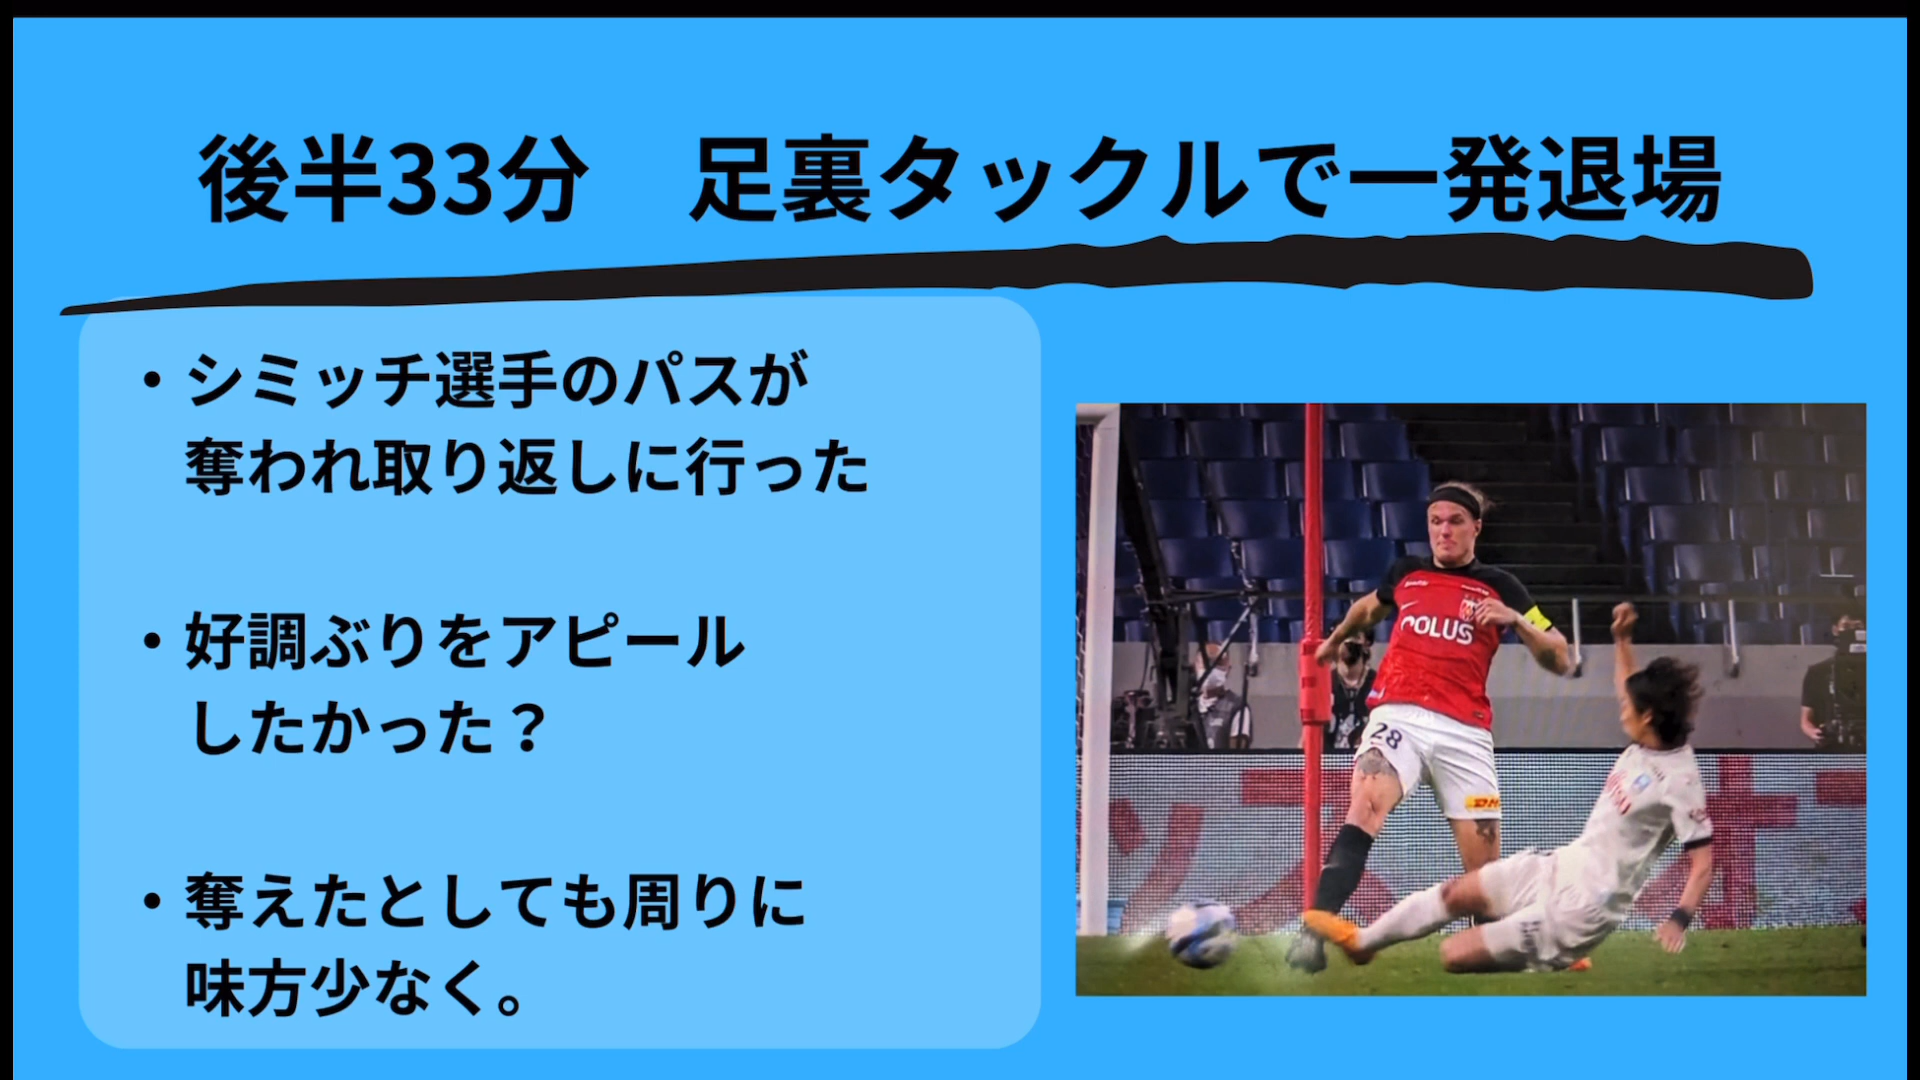 後半33分　足裏タックルで一発退場
・シミッチ選手のパスが
奪われ取り返しに行った
・好調ぶりをアピール
したかった？
・奪えたとしても周りに
味方少なく。
POLUS
28
DHL